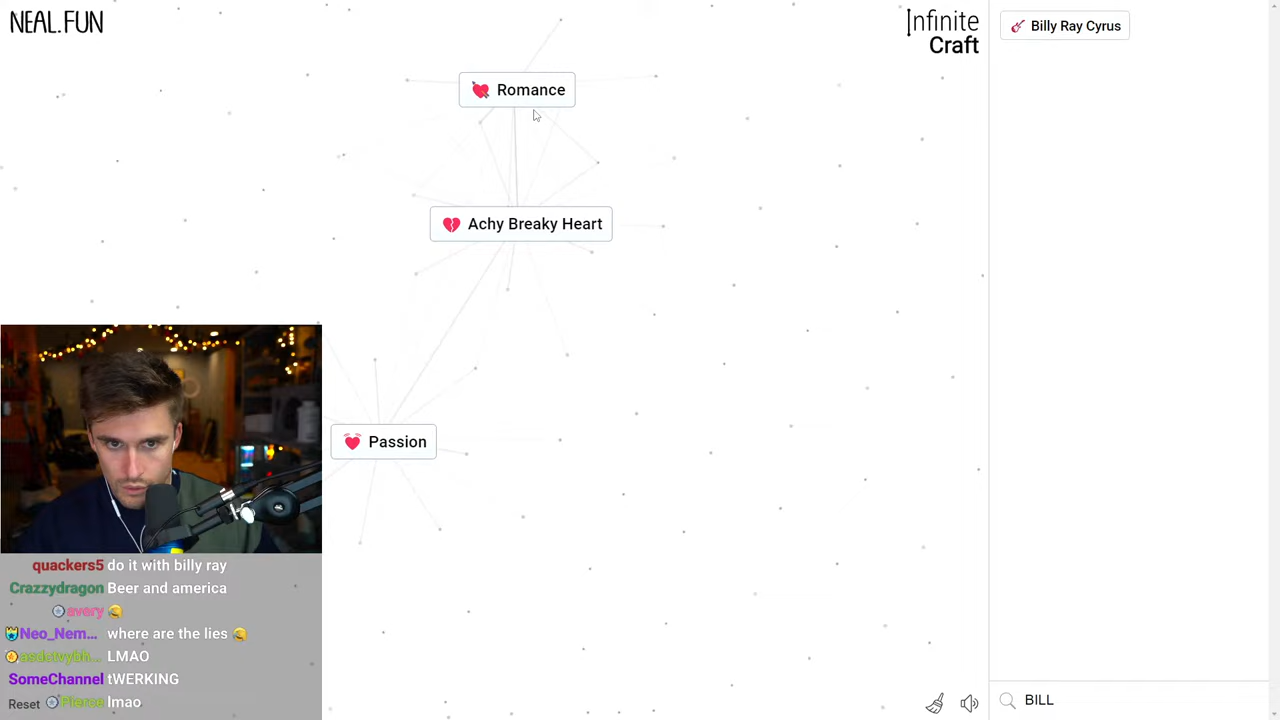 NEAL.FUN
Infinite
Craft
Billy Ray Cyrus
Romance
Achy Breaky Heart
Passion
quackers5 do it with billy ray
Crazzydragon Beer and america
avery
Neo_Nem... where are the lies
LMAO
SomeChannel tWERKING
Reset Pierce lmao
BILL